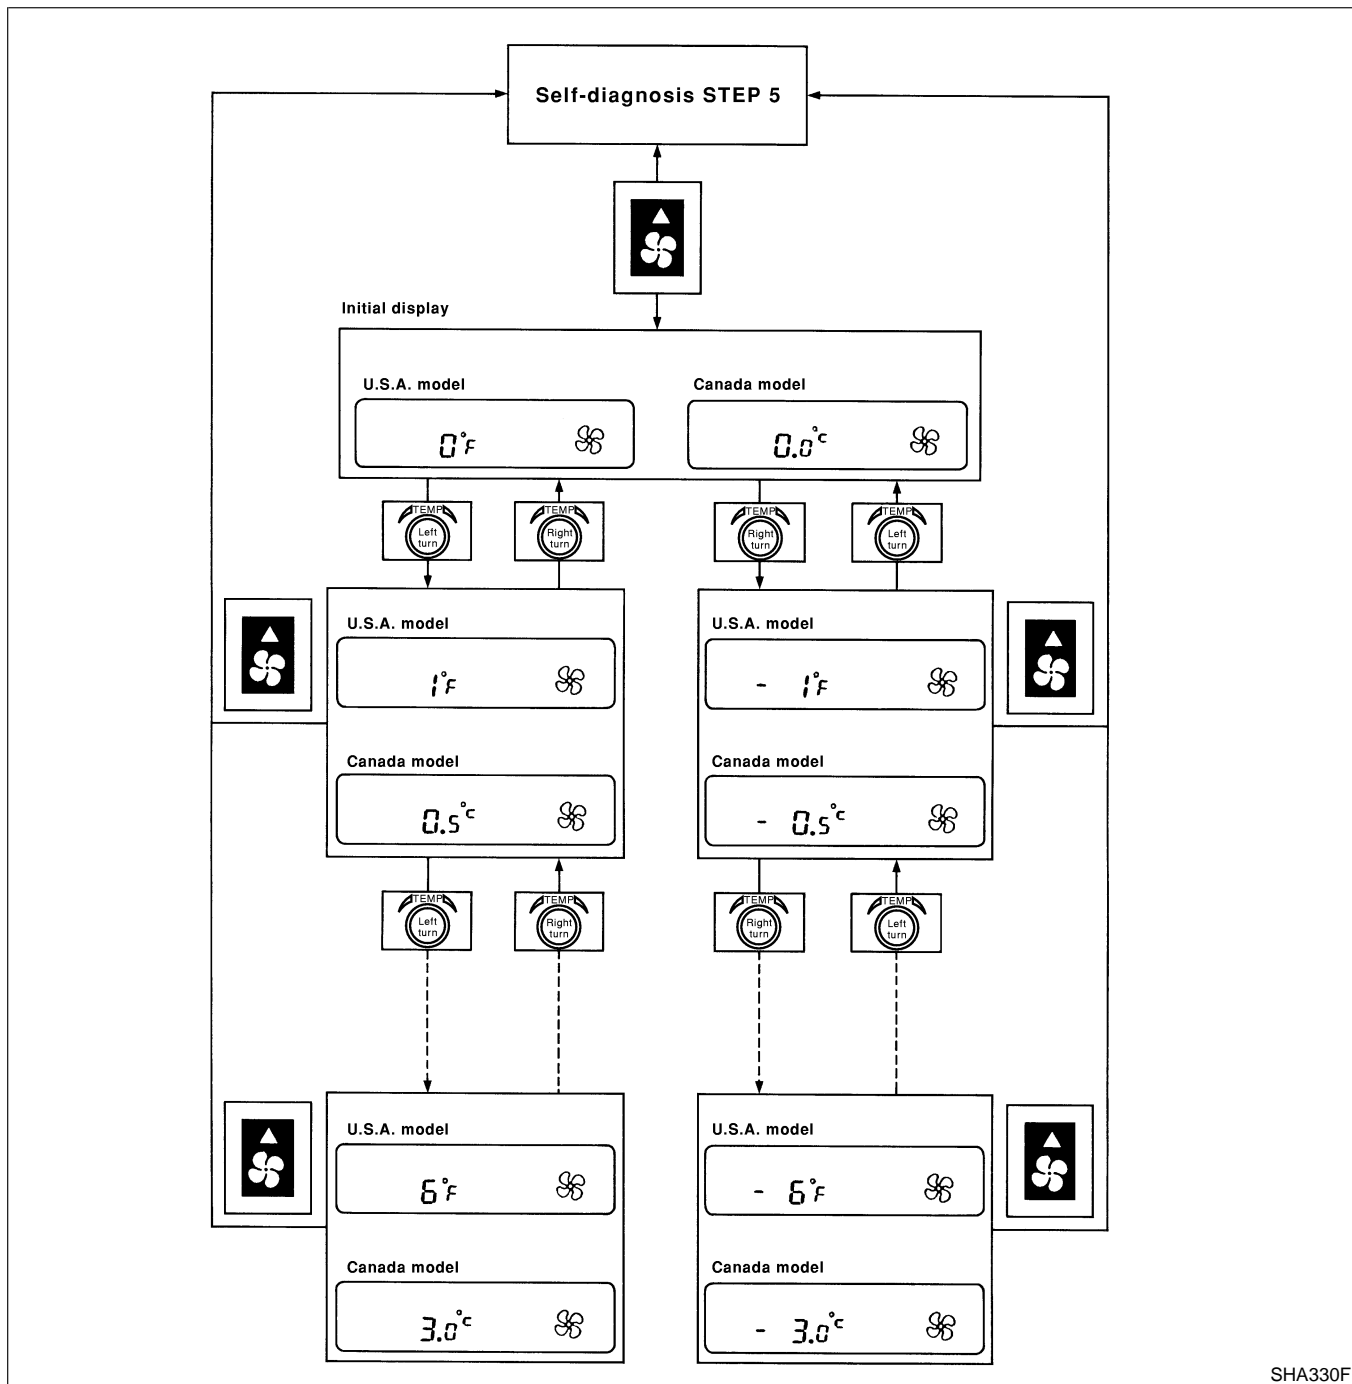 Self-diagnosis STEP 5
Initial display
U.S.A. model
Canada model
0°F
0.0°C
TEMP
Left
turn
TEMP
Right
turn
TEMP
Right
turn
TEMP
Left
turn
U.S.A. model
1°F
Canada model
0.5°C
U.S.A. model
- 1°F
Canada model
- 0.5°C
TEMP
Left
turn
TEMP
Right
turn
TEMP
Right
turn
TEMP
Left
turn
U.S.A. model
6°F
Canada model
3.0°C
U.S.A. model
- 6°F
Canada model
- 3.0°C
SHA330F